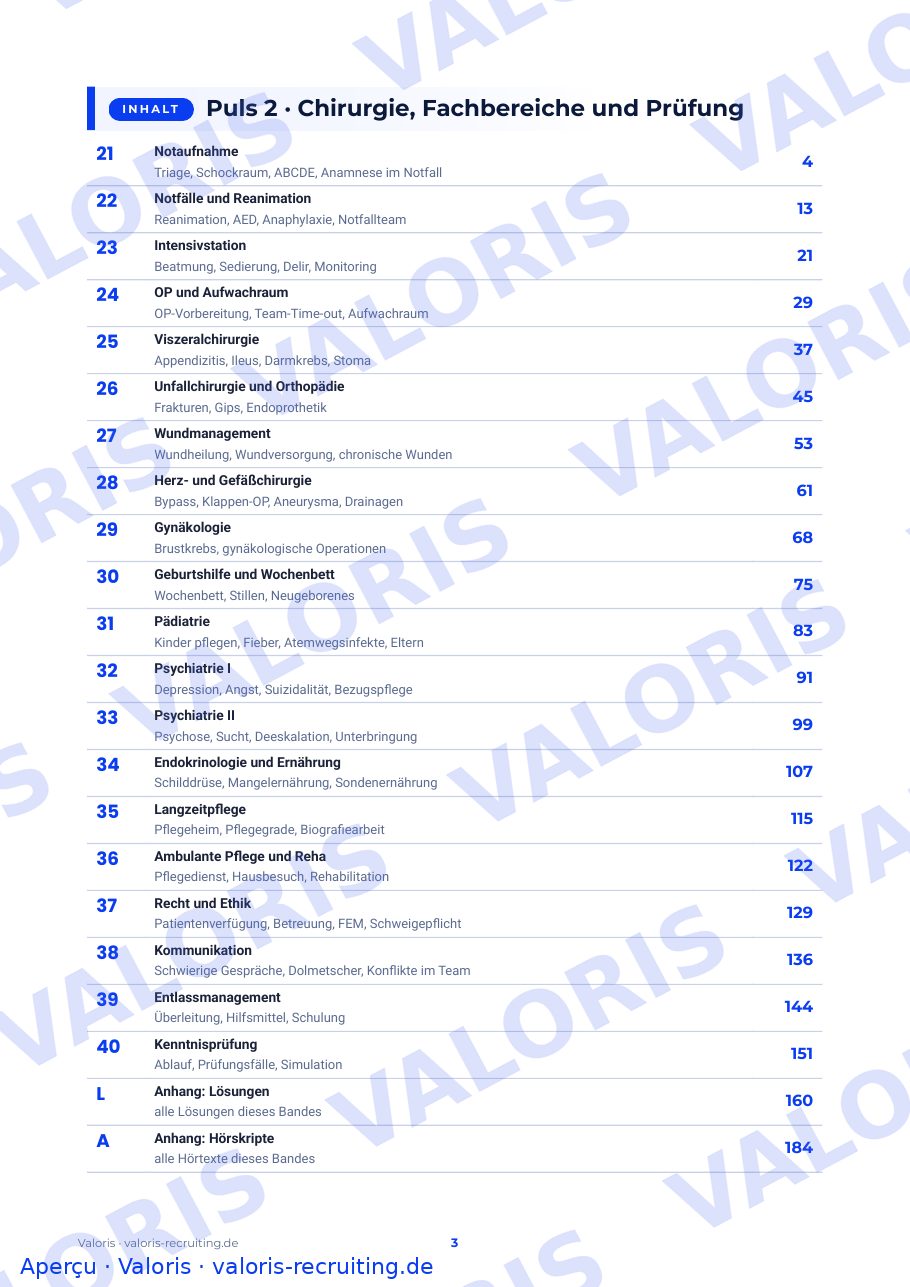 INHALT Puls 2 · Chirurgie, Fachbereiche und Prüfung
21 Notaufnahme 4
Triage, Schockraum, ABCDE, Anamnese im Notfall
22 Notfälle und Reanimation 13
Reanimation, AED, Anaphylaxie, Notfallteam
23 Intensivstation 21
Beatmung, Sedierung, Delir, Monitoring
24 OP und Aufwachraum 29
OP-Vorbereitung, Team-Time-out, Aufwachraum
25 Viszeralchirurgie 37
Appendizitis, Ileus, Darmkrebs, Stoma
26 Unfallchirurgie und Orthopädie 45
Frakturen, Gips, Endoprothetik
27 Wundmanagement 53
Wundheilung, Wundversorgung, chronische Wunden
28 Herz- und Gefäßchirurgie 61
Bypass, Klappen-OP, Aneurysma, Drainagen
29 Gynäkologie 68
Brustkrebs, gynäkologische Operationen
30 Geburtshilfe und Wochenbett 75
Wochenbett, Stillen, Neugeborenes
31 Pädiatrie 83
Kinder pflegen, Fieber, Atemwegsinfekte, Eltern
32 Psychiatrie I 91
Depression, Angst, Suizidalität, Bezugspflege
33 Psychiatrie II 99
Psychose, Sucht, Deeskalation, Unterbringung
34 Endokrinologie und Ernährung 107
Schilddrüse, Mangelernährung, Sondenernährung
35 Langzeitpflege 115
Pflegeheim, Pflegegrade, Biografiearbeit
36 Ambulante Pflege und Reha 122
Pflegedienst, Hausbesuch, Rehabilitation
37 Recht und Ethik 129
Patientenverfügung, Betreuung, FEM, Schweigepflicht
38 Kommunikation 136
Schwierige Gespräche, Dolmetscher, Konflikte im Team
39 Entlassmanagement 144
Überleitung, Hilfsmittel, Schulung
40 Kenntnisprüfung 151
Ablauf, Prüfungsfälle, Simulation
L Anhang: Lösungen 160
alle Lösungen dieses Bandes
A Anhang: Hörskripte 184
alle Hörtexte dieses Bandes
Valoris · valoris-recruiting.de 3
Aperçu · Valoris · valoris-recruiting.de
VALORIS